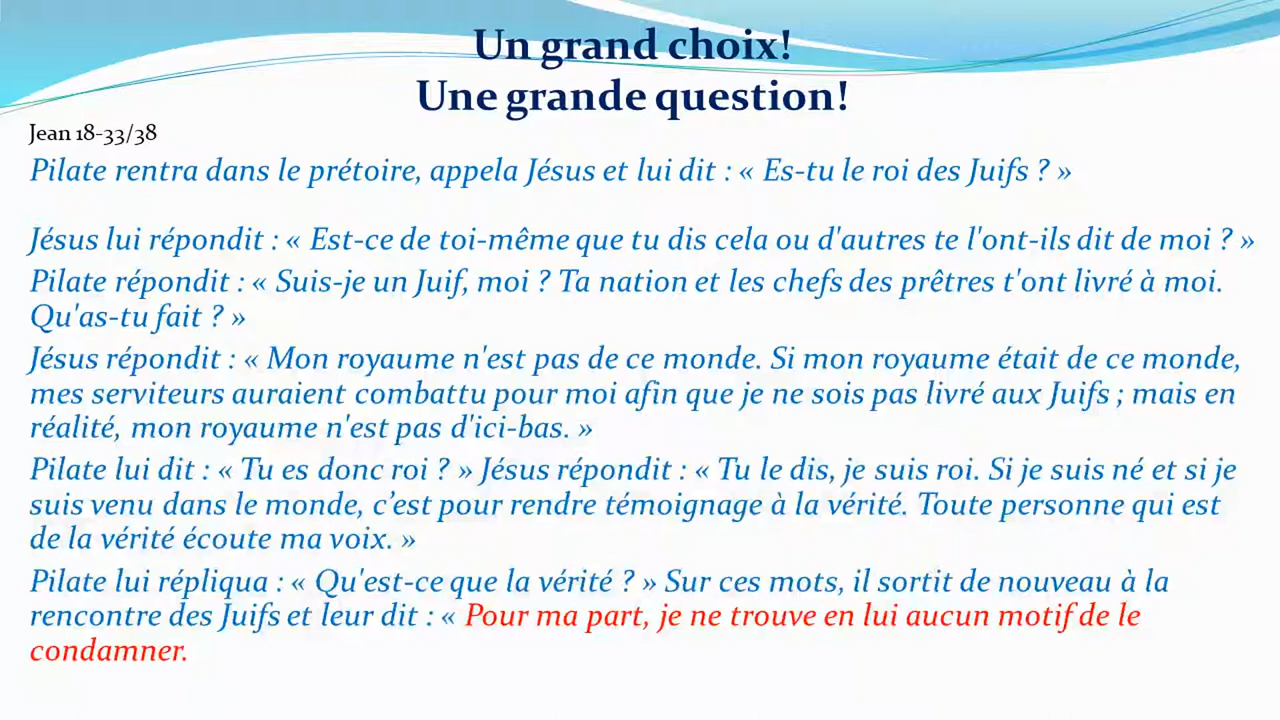 Un grand choix!
Une grande question!
Jean 18-33/38
Pilate rentra dans le prétoire, appela Jésus et lui dit : « Es-tu le roi des Juifs ? »
Jésus lui répondit : « Est-ce de toi-même que tu dis cela ou d'autres te l'ont-ils dit de moi ? »
Pilate répondit : « Suis-je un Juif, moi ? Ta nation et les chefs des prêtres t'ont livré à moi.
Qu'as-tu fait ? »
Jésus répondit : « Mon royaume n'est pas de ce monde. Si mon royaume était de ce monde,
mes serviteurs auraient combattu pour moi afin que je ne sois pas livré aux Juifs ; mais en
réalité, mon royaume n'est pas d'ici-bas. »
Pilate lui dit : « Tu es donc roi ? » Jésus répondit : « Tu le dis, je suis roi. Si je suis né et si je
suis venu dans le monde, c’est pour rendre témoignage à la vérité. Toute personne qui est
de la vérité écoute ma voix. »
Pilate lui répliqua : « Qu'est-ce que la vérité ? » Sur ces mots, il sortit de nouveau à la
rencontre des Juifs et leur dit : « Pour ma part, je ne trouve en lui aucun motif de le
condamner.